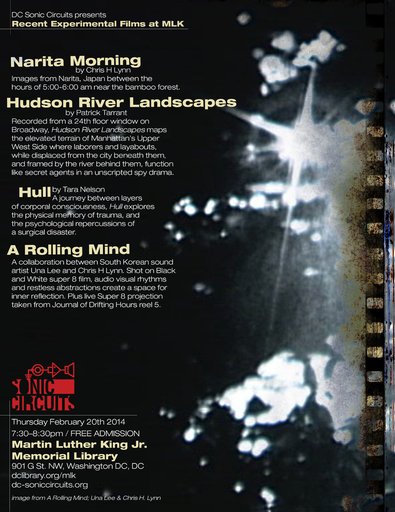 DC Sonic Circuits presents
Recent Experimental Films at MLK
Narita Morning
by Chris H Lynn
Images from Narita, Japan between the
hours of 5:00-6:00 am near the bamboo forest.
Hudson River Landscapes
by Patrick Tarrant
Recorded from a 24th floor window on
Broadway, Hudson River Landscapes maps
the elevated terrain of Manhattan's Upper
West Side where laborers and layabouts,
while displaced from the city beneath them,
and framed by the river behind them, function
like secret agents in an unscripted spy drama.
Hull by Tara Nelson
A journey between layers
of corporal consciousness, Hull explores
the physical memory of trauma, and
the psychological repercussions of
a surgical disaster.
A Rolling Mind
A collaboration between South Korean sound
artist Una Lee and Chris H Lynn. Shot on Black
and White super 8 film, audio visual rhythms
and restless abstractions create a space for
inner reflection. Plus live Super 8 projection
taken from Journal of Drifting Hours reel 5.
SONIC
CIRCUITS
Thursday February 20th 2014
7:30-8:30pm / FREE ADMISSION
Martin Luther King Jr.
Memorial Library
901 G St. NW, Washington DC, DC
dclibrary.org/mlk
dc-soniccircuits.org
Image from A Rolling Mind; Una Lee & Chris H. Lynn